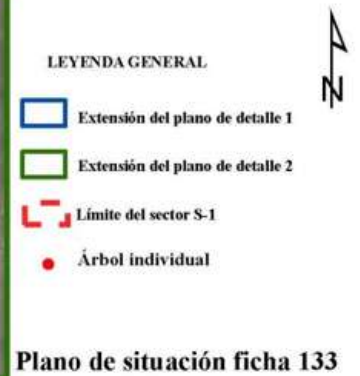 N
LEYENDA GENERAL
Extensión del plano de detalle 1
Extensión del plano de detalle 2
Límite del sector S-1
Árbol individual
Plano de situación ficha 133